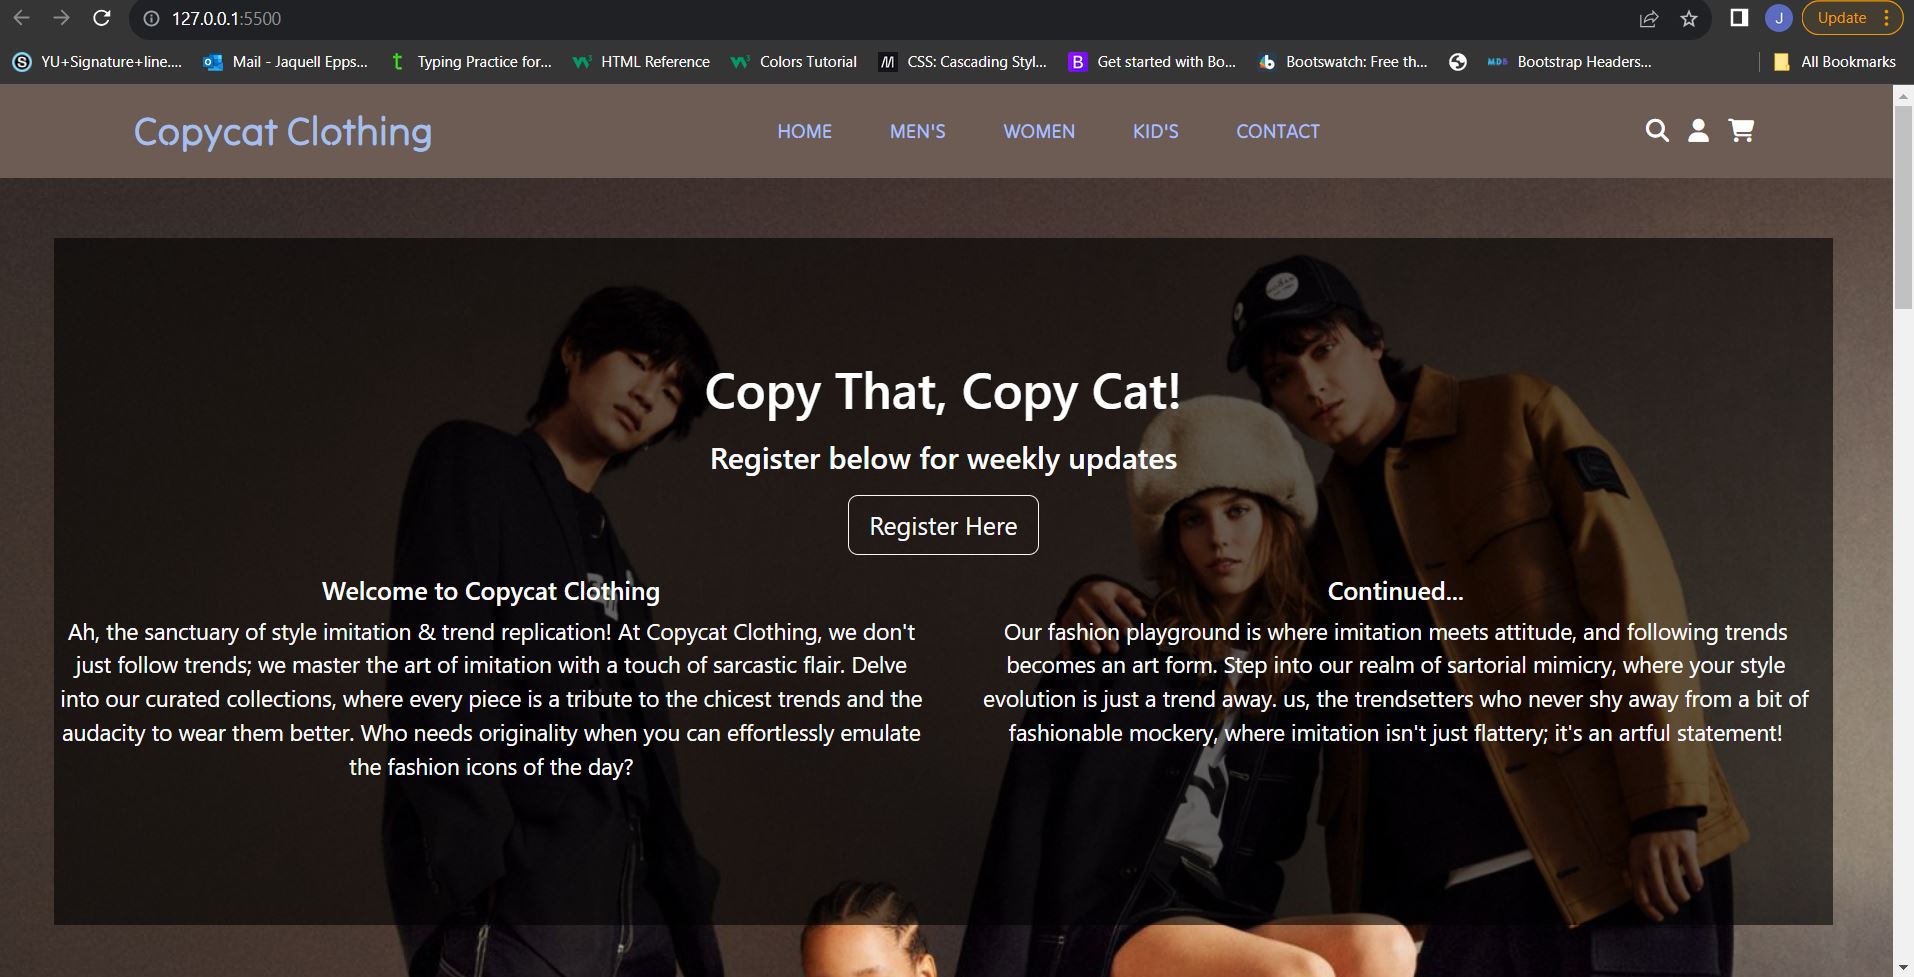 127.0.0.1:5500
J
Update
YU+Signature+line....
Mail - Jaquell Epps...
Typing Practice for...
HTML Reference
Colors Tutorial
CSS: Cascading Styl...
Get started with Bo...
Bootswatch: Free th...
Bootstrap Headers...
All Bookmarks
Copycat Clothing
HOME
MEN'S
WOMEN
KID'S
CONTACT
Copy That, Copy Cat!
Register below for weekly updates
Register Here
Welcome to Copycat Clothing
Ah, the sanctuary of style imitation & trend replication! At Copycat Clothing, we don't
just follow trends; we master the art of imitation with a touch of sarcastic flair. Delve
into our curated collections, where every piece is a tribute to the chicest trends and the
audacity to wear them better. Who needs originality when you can effortlessly emulate
the fashion icons of the day?
Continued...
Our fashion playground is where imitation meets attitude, and following trends
becomes an art form. Step into our realm of sartorial mimicry, where your style
evolution is just a trend away. us, the trendsetters who never shy away from a bit of
fashionable mockery, where imitation isn't just flattery; it's an artful statement!